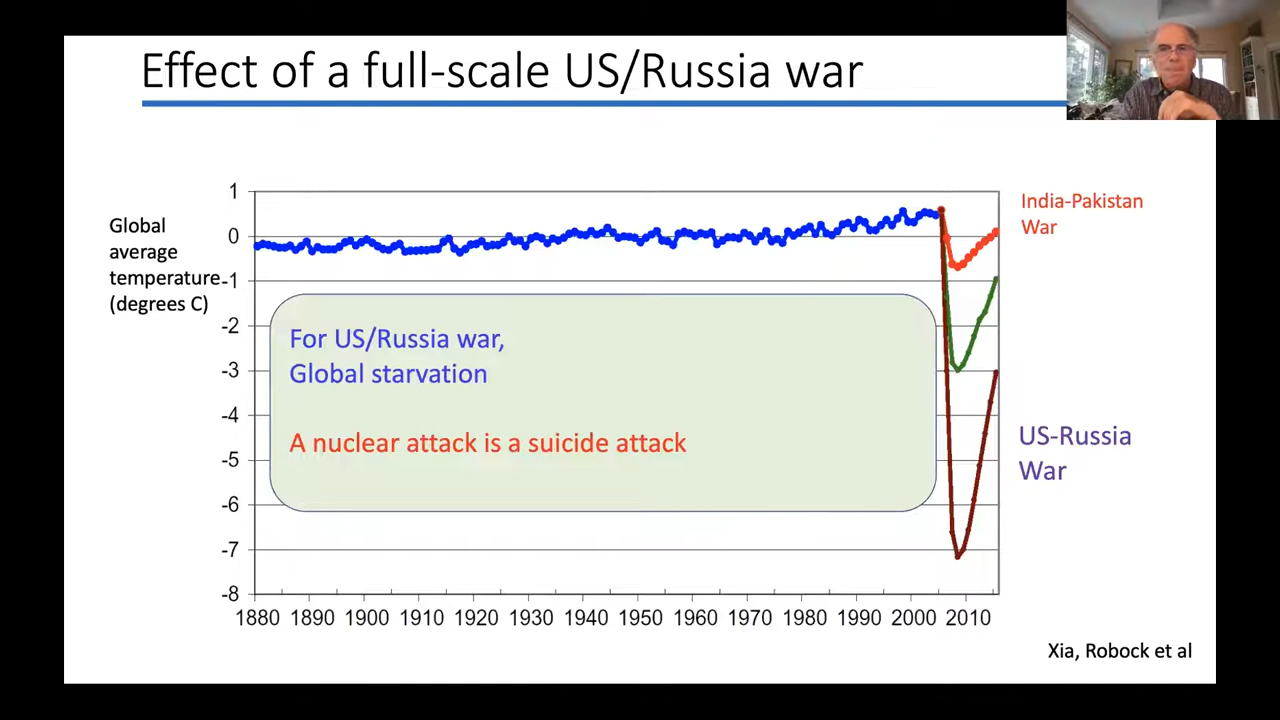 Effect of a full-scale US/Russia war
Global
average
temperature
(degrees C)
1
0
-1
-2
-3
-4
-5
-6
-7
-8
1880 1890 1900 1910 1920 1930 1940 1950 1960 1970 1980 1990 2000 2010
For US/Russia war,
Global starvation
A nuclear attack is a suicide attack
India-Pakistan
War
US-Russia
War
Xia, Robock et al